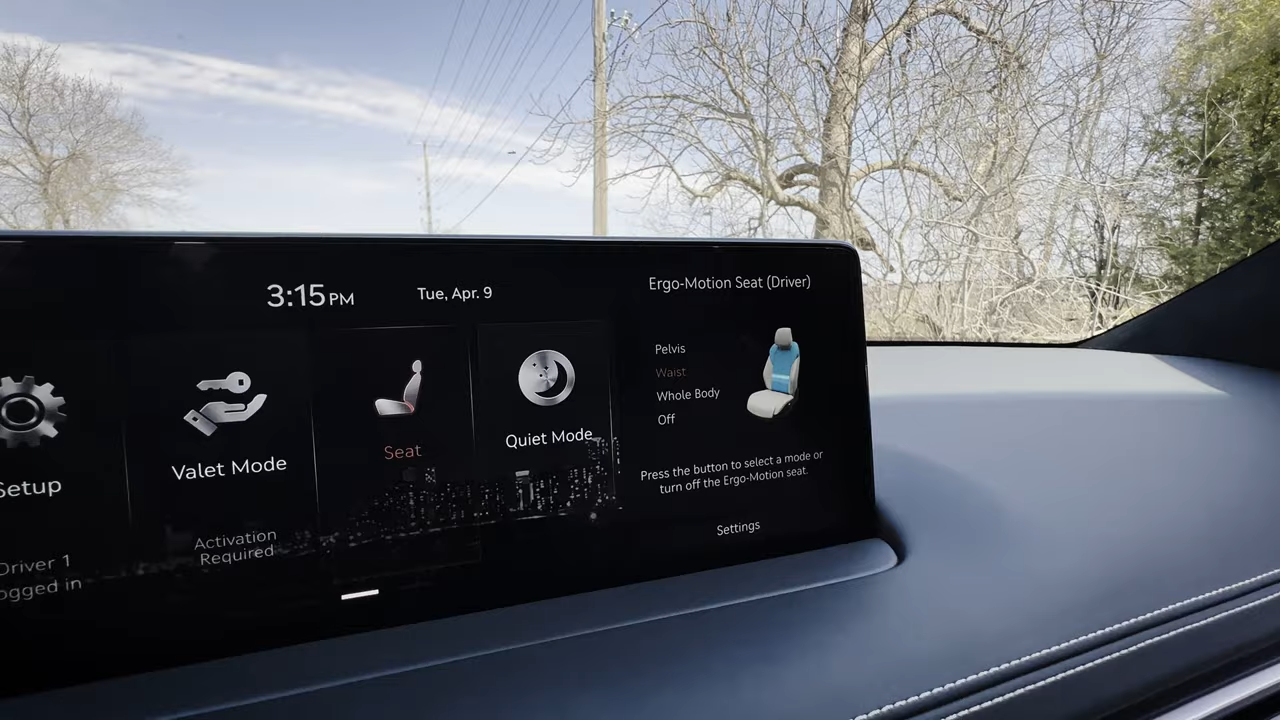 3:15 PM
Tue, Apr. 9
Setup
Driver 1
ogged in
Valet Mode
Activation
Required
Seat
Quiet Mode
Ergo-Motion Seat (Driver)
Pelvis
Waist
Whole Body
Off
Press the button to select a mode or
turn off the Ergo-Motion seat.
Settings